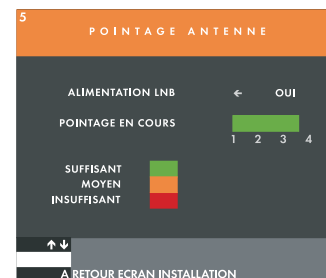 5
POINTAGE ANTENNE
ALIMENTATION LNB ← OUI
POINTAGE EN COURS
1 2 3 4
SUFFISANT
MOYEN
INSUFFISANT
↑↓
A RETOUR ECRAN INSTALLATION